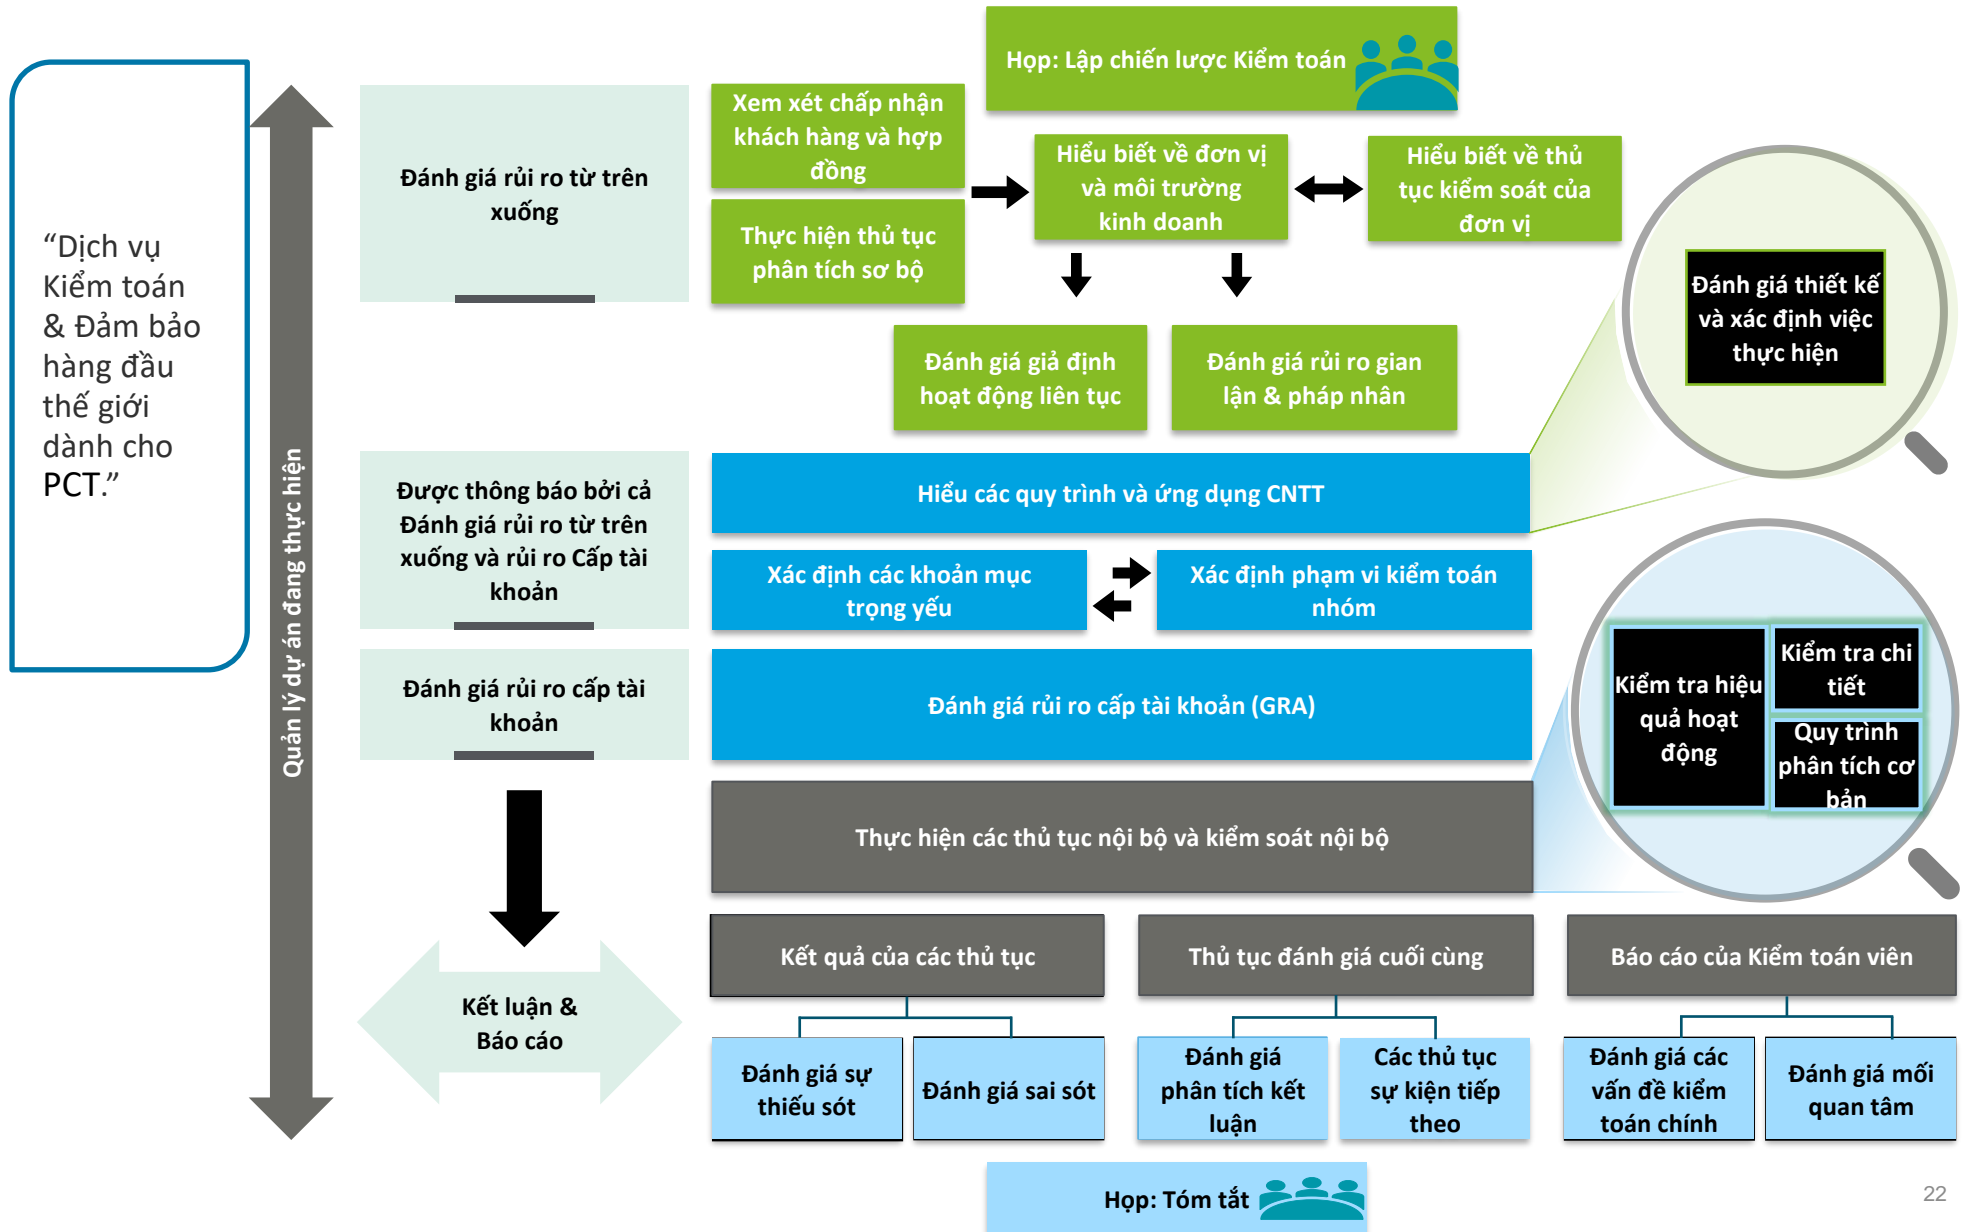 “Dịch vụ
Kiểm toán
& Đảm bảo
hàng đầu
thế giới
dành cho
PCT.”
Quản lý dự án đang thực hiện
Họp: Lập chiến lược Kiểm toán
Đánh giá rủi ro từ trên
xuống
Xem xét chấp nhận
khách hàng và hợp
đồng
Thực hiện thủ tục
phân tích sơ bộ
Hiểu biết về đơn vị
và môi trường
kinh doanh
Hiểu biết về thủ
tục kiểm soát của
đơn vị
Đánh giá giả định
hoạt động liên tục
Đánh giá rủi ro gian
lận & pháp nhân
Đánh giá thiết kế
và xác định việc
thực hiện
Được thông báo bởi cả
Đánh giá rủi ro từ trên
xuống và rủi ro Cấp tài
khoản
Hiểu các quy trình và ứng dụng CNTT
Xác định các khoản mục
trọng yếu
Xác định phạm vi kiểm toán
nhóm
Đánh giá rủi ro cấp tài
khoản
Đánh giá rủi ro cấp tài khoản (GRA)
Kiểm tra hiệu
quả hoạt
động
Kiểm tra chi
tiết
Quy trình
phân tích cơ
bản
Thực hiện các thủ tục nội bộ và kiểm soát nội bộ
Kết luận &
Báo cáo
Kết quả của các thủ tục
Thủ tục đánh giá cuối cùng
Báo cáo của Kiểm toán viên
Đánh giá sự
thiếu sót
Đánh giá sai sót
Đánh giá
phân tích kết
luận
Các thủ tục
sự kiện tiếp
theo
Đánh giá các
vấn đề kiểm
toán chính
Đánh giá mối
quan tâm
Họp: Tóm tắt
22